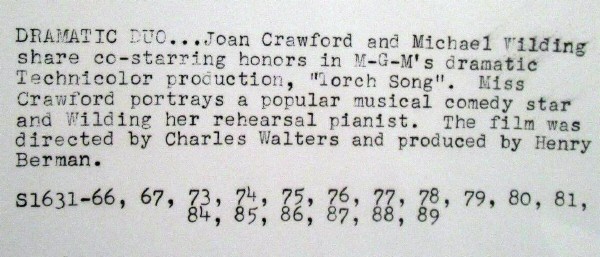 DRAMATIC DUO...Joan Crawford and Michael Wilding
share co-starring honors in M-G-M's dramatic
Technicolor production, "Torch Song". Miss
Crawford portrays a popular musical comedy star
and Wilding her rehearsal pianist. The film was
directed by Charles Walters and produced by Henry
Berman.
S1631-66, 67, 73, 74, 75, 76, 77, 78, 79, 80, 81,
84, 85, 86, 87, 88, 89